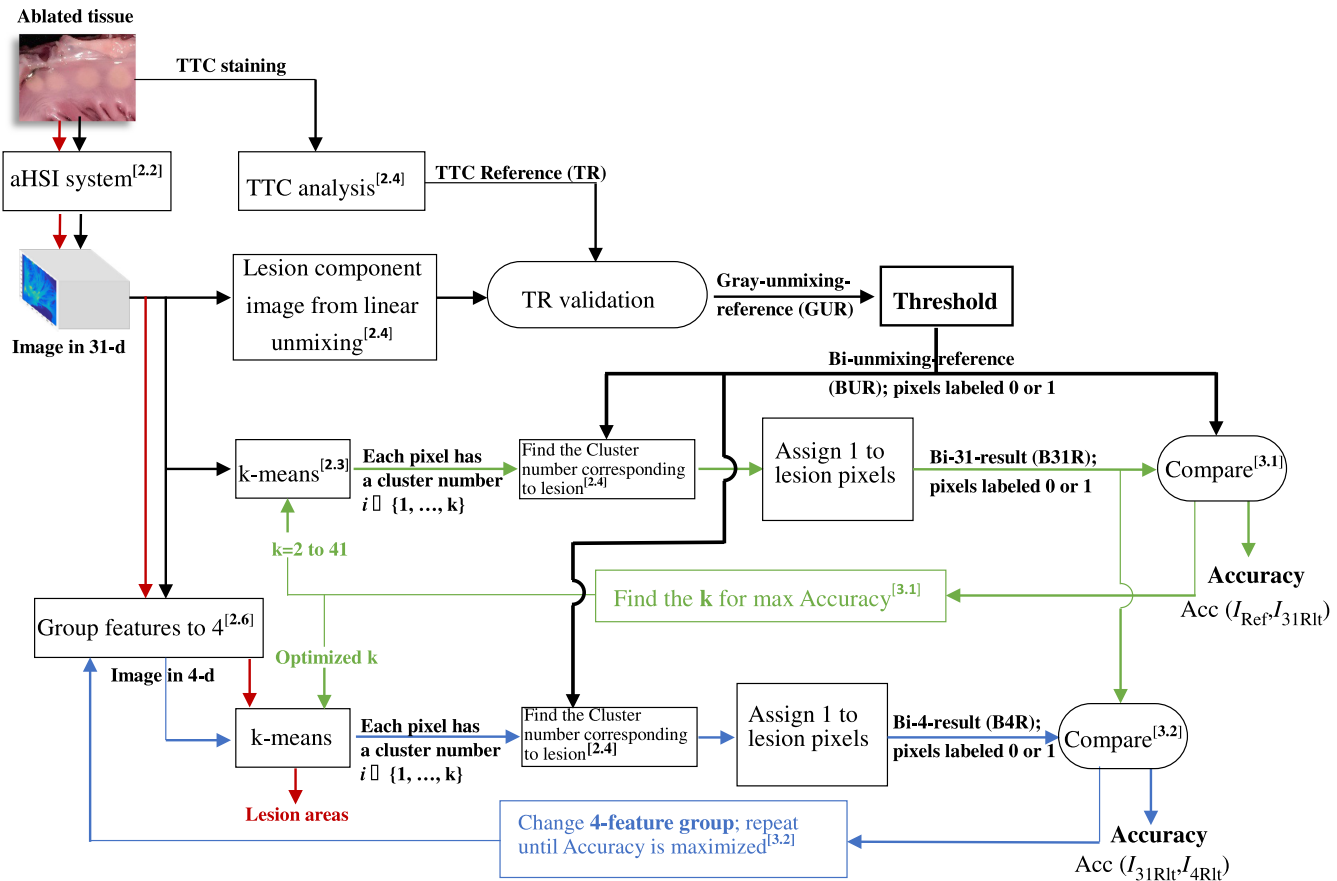 Ablated tissue
TTC staining
aHSI system[2.2]
TTC analysis[2.4]
TTC Reference (TR)
Lesion component
image from linear
unmixing[2.4]
TR validation
Gray-unmixing-
reference (GUR)
Threshold
Image in 31-d
Bi-unmixing-reference
(BUR); pixels labeled 0 or 1
k-means[2.3]
Each pixel has
a cluster number
i ▯ {1, …, k}
Find the Cluster
number corresponding
to lesion[2.4]
Assign 1 to
lesion pixels
Bi-31-result (B31R);
pixels labeled 0 or 1
Compare[3.1]
k=2 to 41
Find the k for max Accuracy[3.1]
Accuracy
Acc (IRef,I31Rlt)
Group features to 4[2.6]
Image in 4-d
Optimized k
k-means
Each pixel has
a cluster number
i ▯ {1, …, k}
Find the Cluster
number corresponding
to lesion[2.4]
Assign 1 to
lesion pixels
Bi-4-result (B4R);
pixels labeled 0 or 1
Compare[3.2]
Lesion areas
Change 4-feature group; repeat
until Accuracy is maximized[3.2]
Accuracy
Acc (I31Rlt,I4Rlt)